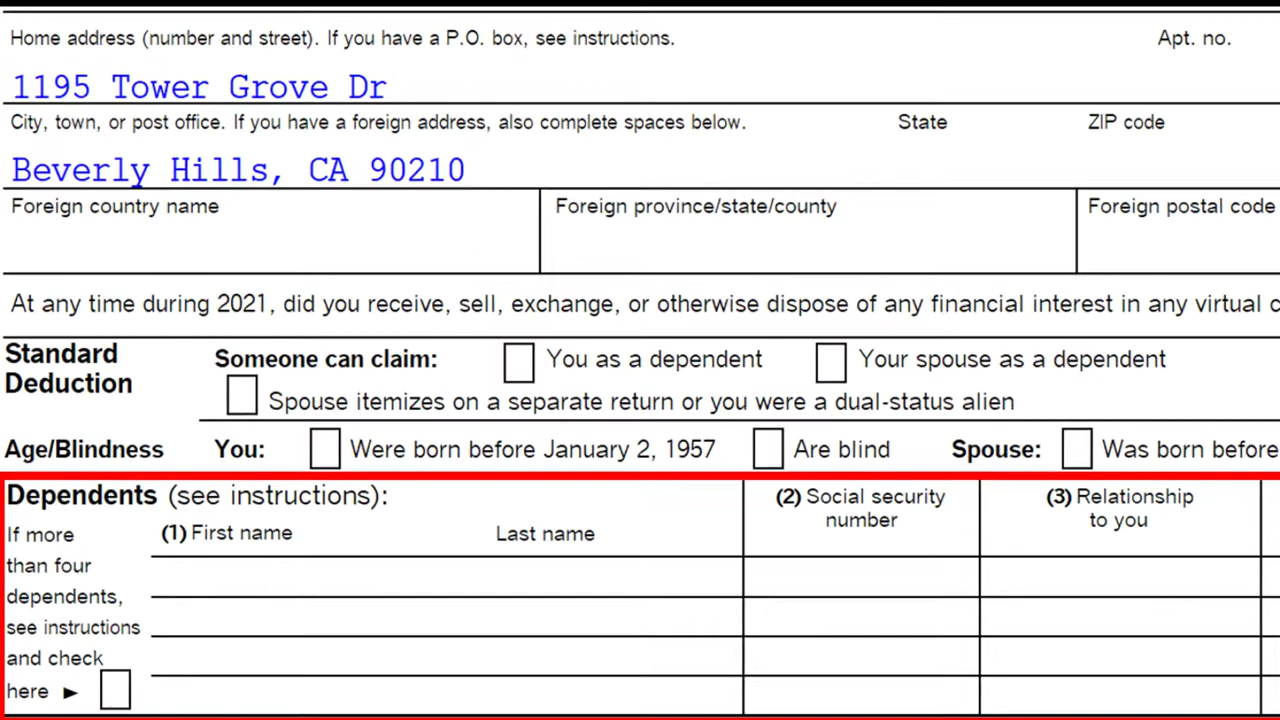 Home address (number and street). If you have a P.O. box, see instructions. Apt. no.
1195 Tower Grove Dr
City, town, or post office. If you have a foreign address, also complete spaces below. State ZIP code
Beverly Hills, CA 90210
Foreign country name Foreign province/state/county Foreign postal code
At any time during 2021, did you receive, sell, exchange, or otherwise dispose of any financial interest in any virtual c
Standard Deduction
Someone can claim: You as a dependent Your spouse as a dependent
Spouse itemizes on a separate return or you were a dual-status alien
Age/Blindness You: Were born before January 2, 1957 Are blind Spouse: Was born before
Dependents (see instructions):
(2) Social security number
(3) Relationship to you
(1) First name Last name
If more
than four
dependents,
see instructions
and check
here ►